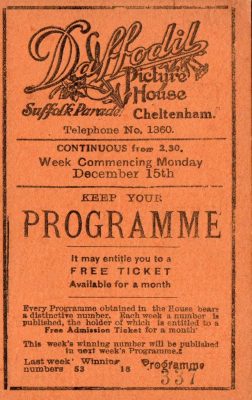 Daffodil
Picture
House
Suffolk Parade. Cheltenham.
Telephone No. 1360.
CONTINUOUS from 2.30.
Week Commencing Monday
December 15th
KEEP YOUR
PROGRAMME
It may entitle you to a
FREE TICKET
Available for a month
Every Programme obtained in the House bears
a distinctive number. Each week a number is
published, the holder of which is entitled to a
Free Admission Ticket for a month
This week's winning number will be published
in next week's Programme.
Last week' Winning Programme
numbers 53 18 337